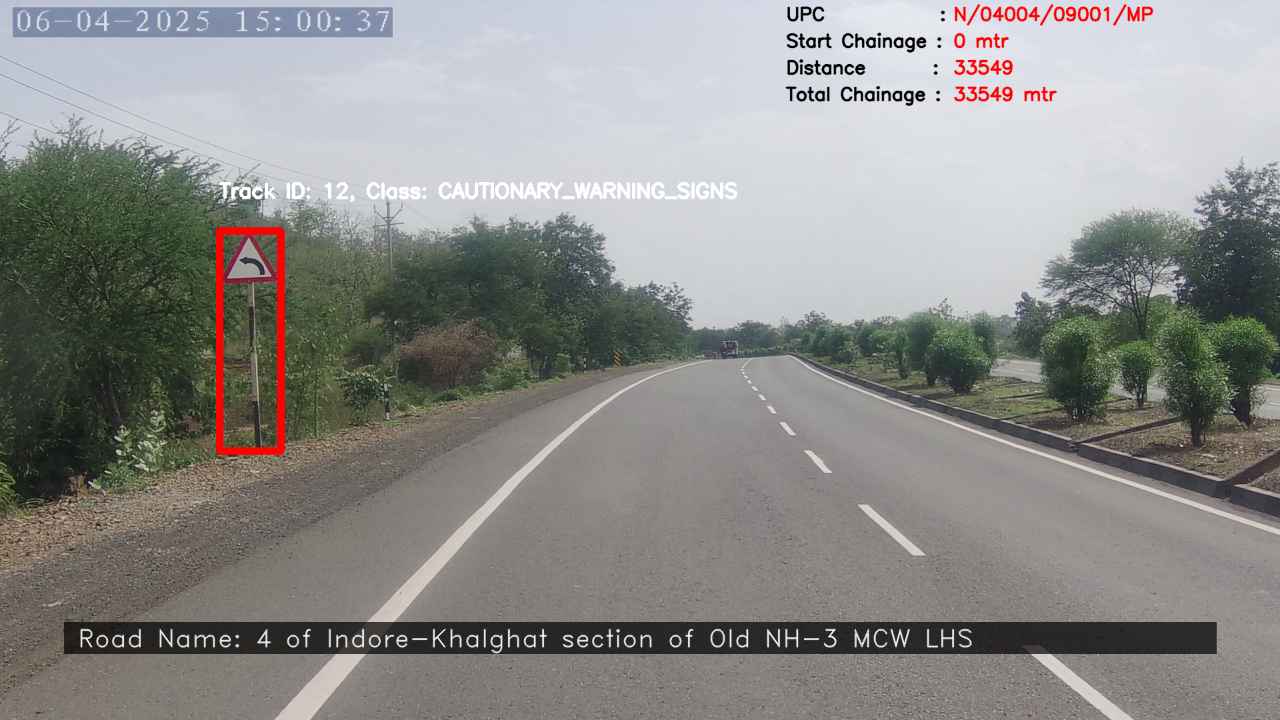 06-04-2025 15:00:37
UPC : N/04004/09001/MP
Start Chainage : 0 mtr
Distance : 33549
Total Chainage : 33549 mtr
Track ID: 12, Class: CAUTIONARY_WARNING_SIGNS
Road Name: 4 of Indore-Khalghat section of Old NH-3 MCW LHS